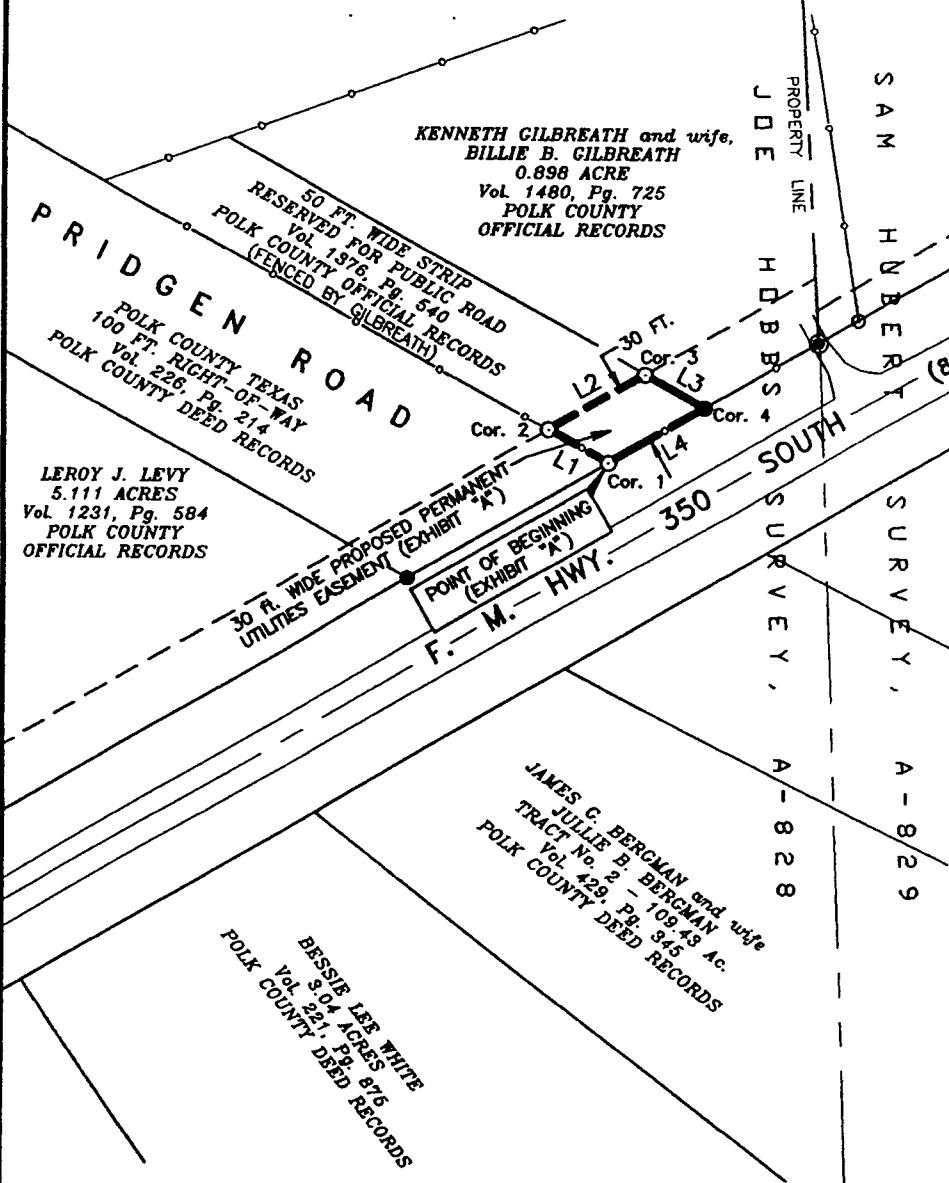 KENNETH GILBREATH and wife,
BILLIE B. GILBREATH
0.898 ACRE
Vol. 1480, Pg. 725
POLK COUNTY
OFFICIAL RECORDS
PROPERTY LINE
JOE HOBBS SURVEY, A-828
SAM HUBERT SURVEY, A-829
50 FT. WIDE STRIP
RESERVED FOR PUBLIC ROAD
Vol. 1376, Pg. 540
POLK COUNTY OFFICIAL RECORDS
(FENCED BY GILBREATH)
PRIDGEN ROAD
POLK COUNTY TEXAS
100 FT. RIGHT-OF-WAY
Vol. 226, Pg. 214
POLK COUNTY DEED RECORDS
30 FT.
Cor. 3
L2
L3
Cor. 2
Cor. 4
L1
L4
Cor. 1
LEROY J. LEVY
5.111 ACRES
Vol. 1231, Pg. 584
POLK COUNTY
OFFICIAL RECORDS
30 ft. WIDE PROPOSED PERMANENT
UTILITIES EASEMENT (EXHIBIT "A")
POINT OF BEGINNING
(EXHIBIT "A")
F. M. HWY. 350 SOUTH (8
JAMES C. BERGMAN and wife
JULLIE B. BERGMAN
TRACT No. 2 - 109.43 Ac.
Vol. 429, Pg. 345
POLK COUNTY DEED RECORDS
BESSIE LEE WHITE
3.04 ACRES
Vol. 221, Pg. 875
POLK COUNTY DEED RECORDS